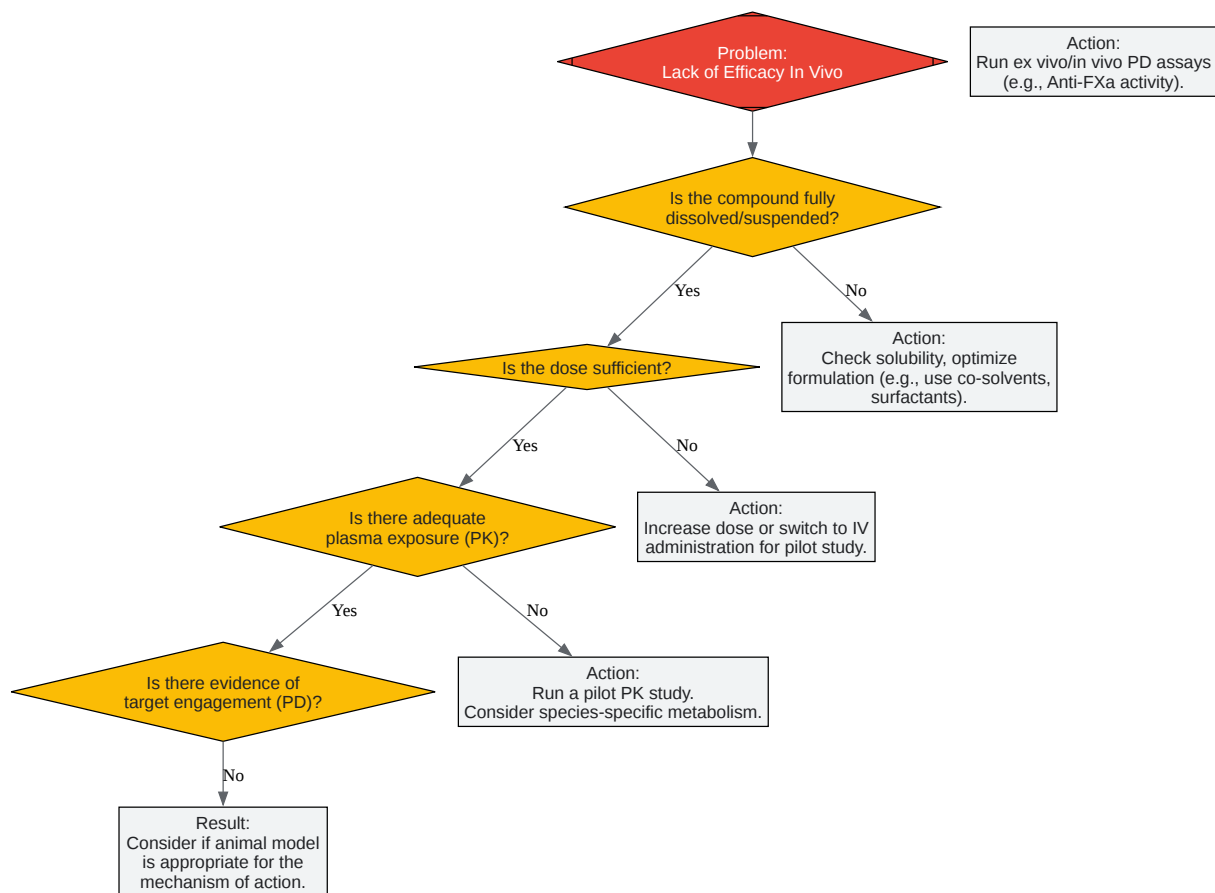 Problem:
Lack of Efficacy In Vivo
Action:
Run ex vivo/in vivo PD assays
(e.g., Anti-FXa activity).
Is the compound fully
dissolved/suspended?
Yes
No
Action:
Check solubility, optimize
formulation (e.g., use co-solvents,
surfactants).
Is the dose sufficient?
Yes
No
Action:
Increase dose or switch to IV
administration for pilot study.
Is there adequate
plasma exposure (PK)?
Yes
No
Action:
Run a pilot PK study.
Consider species-specific metabolism.
Is there evidence of
target engagement (PD)?
No
Result:
Consider if animal model
is appropriate for the
mechanism of action.